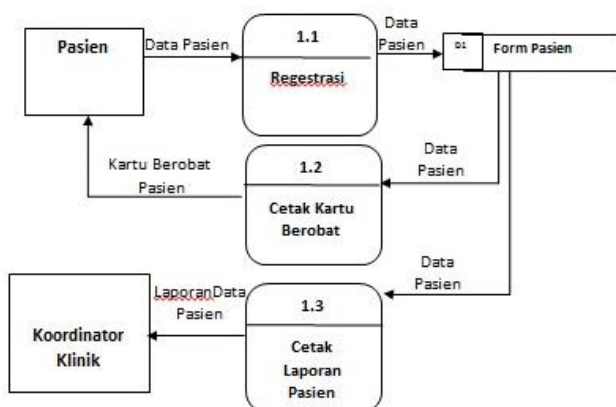 Pasien
Data Pasien
1.1
Regestrasi
Data
Pasien
D1
Form Pasien
Kartu Berobat
Pasien
1.2
Cetak Kartu
Berobat
Data
Pasien
Koordinator
Klinik
LaporanData
Pasien
1.3
Cetak
Laporan
Pasien
Data
Pasien